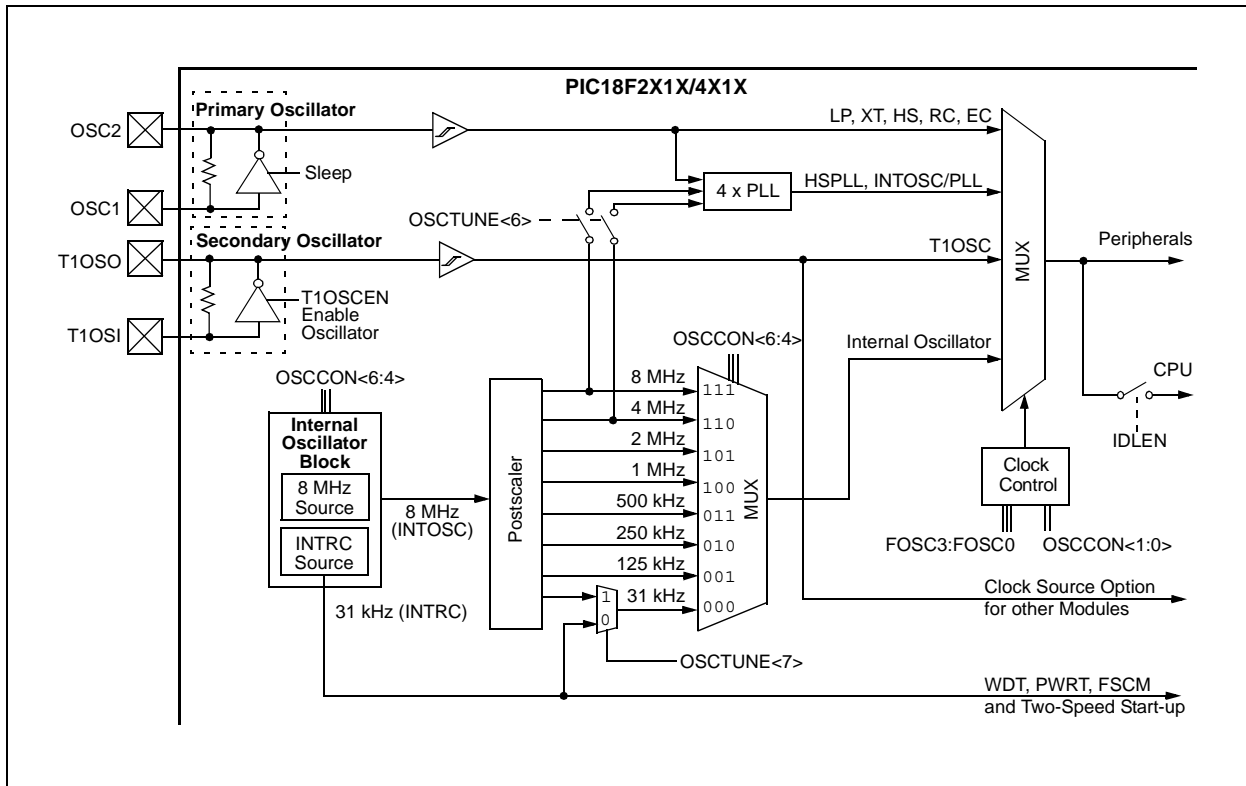 PIC18F2X1X/4X1X
Primary Oscillator
OSC2
Sleep
OSC1
LP, XT, HS, RC, EC
4 x PLL
HSPLL, INTOSC/PLL
OSCTUNE<6>
Secondary Oscillator
T1OSO
T1OSCEN
Enable
Oscillator
T1OSI
T1OSC
MUX
Peripherals
OSCCON<6:4>
Internal Oscillator
CPU
IDLEN
OSCCON<6:4>
Internal
Oscillator
Block
8 MHz
Source
INTRC
Source
8 MHz
(INTOSC)
31 kHz (INTRC)
Postscaler
8 MHz
4 MHz
2 MHz
1 MHz
500 kHz
250 kHz
125 kHz
31 kHz
1
0
111
110
101
100
011
010
001
000
MUX
OSCTUNE<7>
Clock
Control
FOSC3:FOSC0
OSCCON<1:0>
Clock Source Option
for other Modules
WDT, PWRT, FSCM
and Two-Speed Start-up